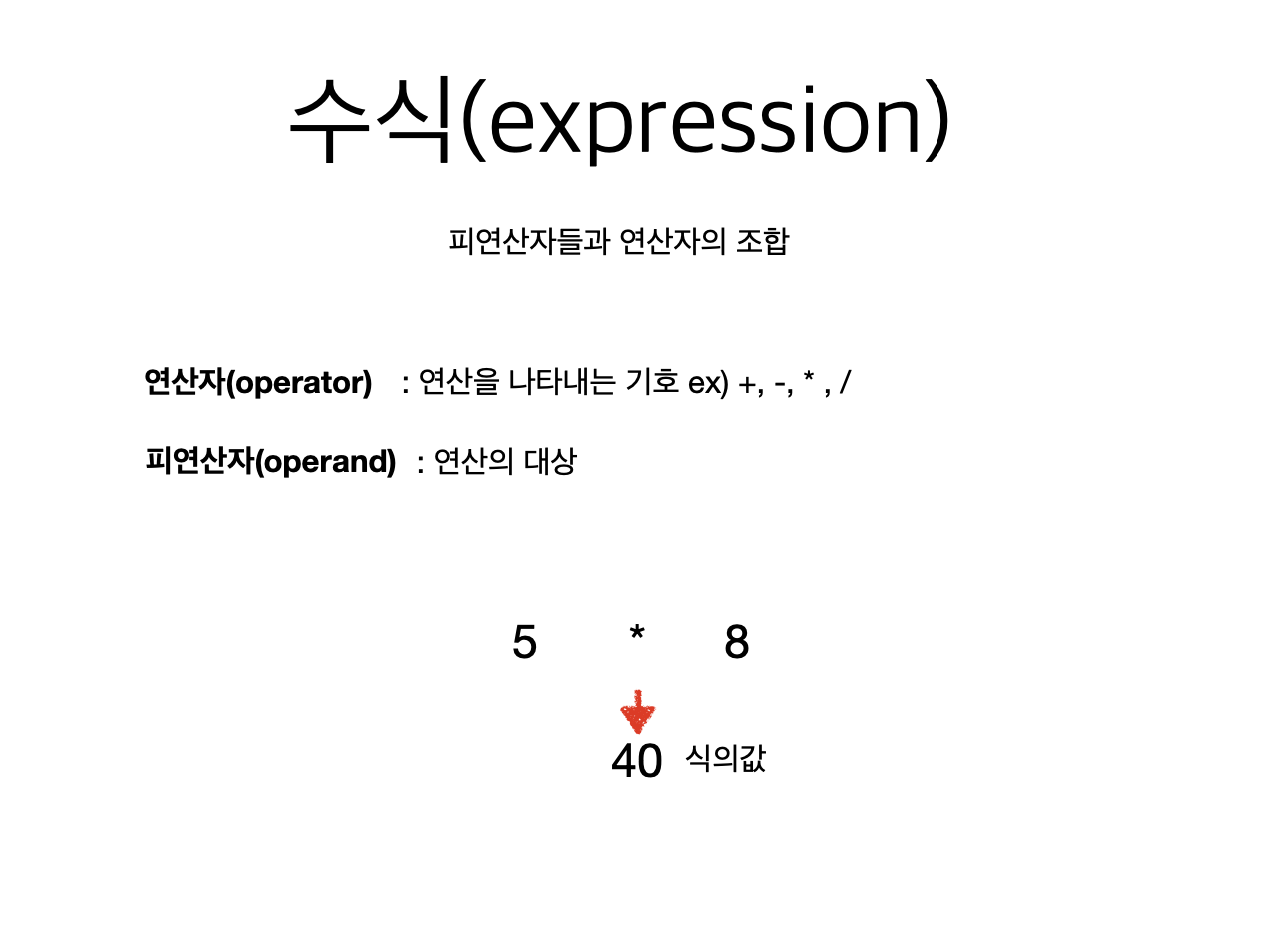 수식(expression)
피연산자들과 연산자의 조합
연산자(operator) : 연산을 나타내는 기호 ex) +, -, * , /
피연산자(operand) : 연산의 대상
5 * 8
40 식의값